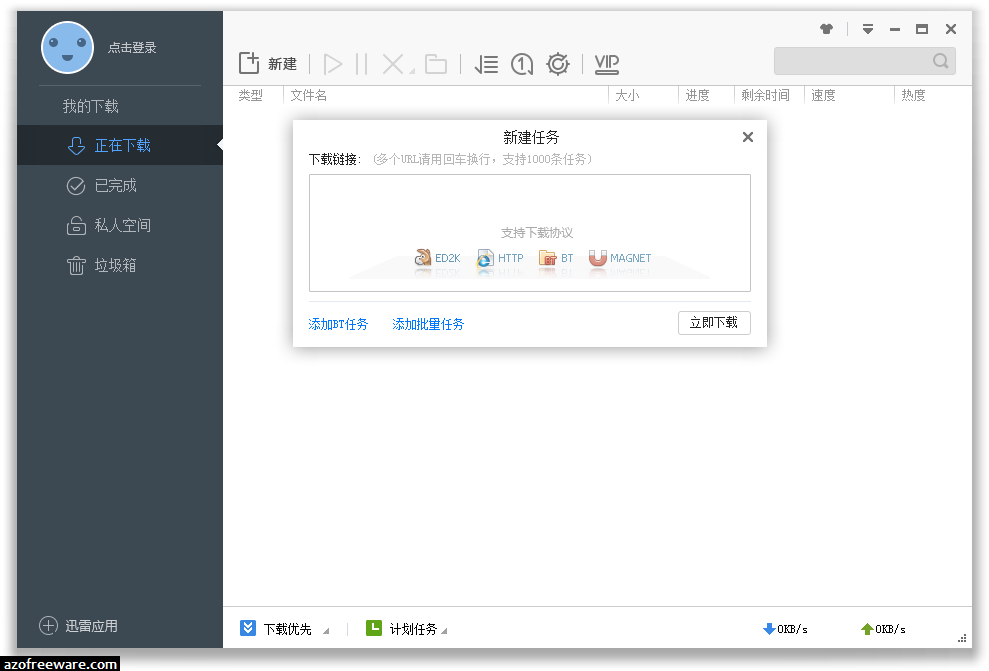 点击登录
我的下载
正在下载
已完成
私人空间
垃圾箱
迅雷应用
新建
VIP
类型 文件名 大小 进度 剩余时间 速度 热度
新建任务
下载链接： (多个URL请用回车换行，支持1000条任务)
支持下载协议
ED2K HTTP BT MAGNET
添加BT任务 添加批量任务 立即下载
下载优先 计划任务 0KB/s 0KB/s
azofreeware.com